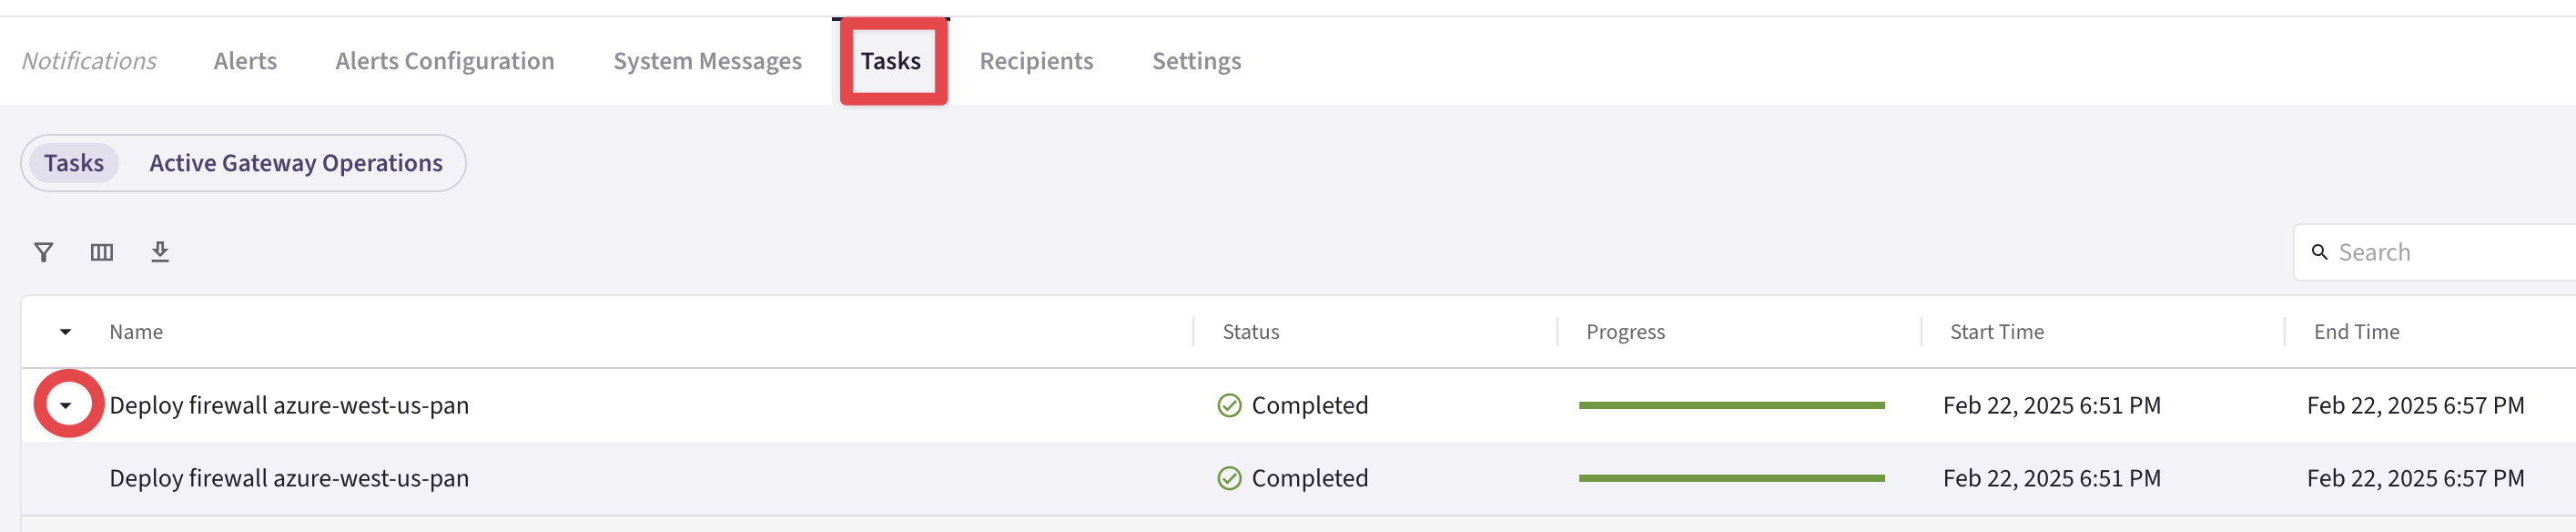 Notifications Alerts Alerts Configuration System Messages Tasks Recipients Settings
Tasks Active Gateway Operations
Search
Name Status Progress Start Time End Time
Deploy firewall azure-west-us-pan Completed Feb 22, 2025 6:51 PM Feb 22, 2025 6:57 PM
Deploy firewall azure-west-us-pan Completed Feb 22, 2025 6:51 PM Feb 22, 2025 6:57 PM